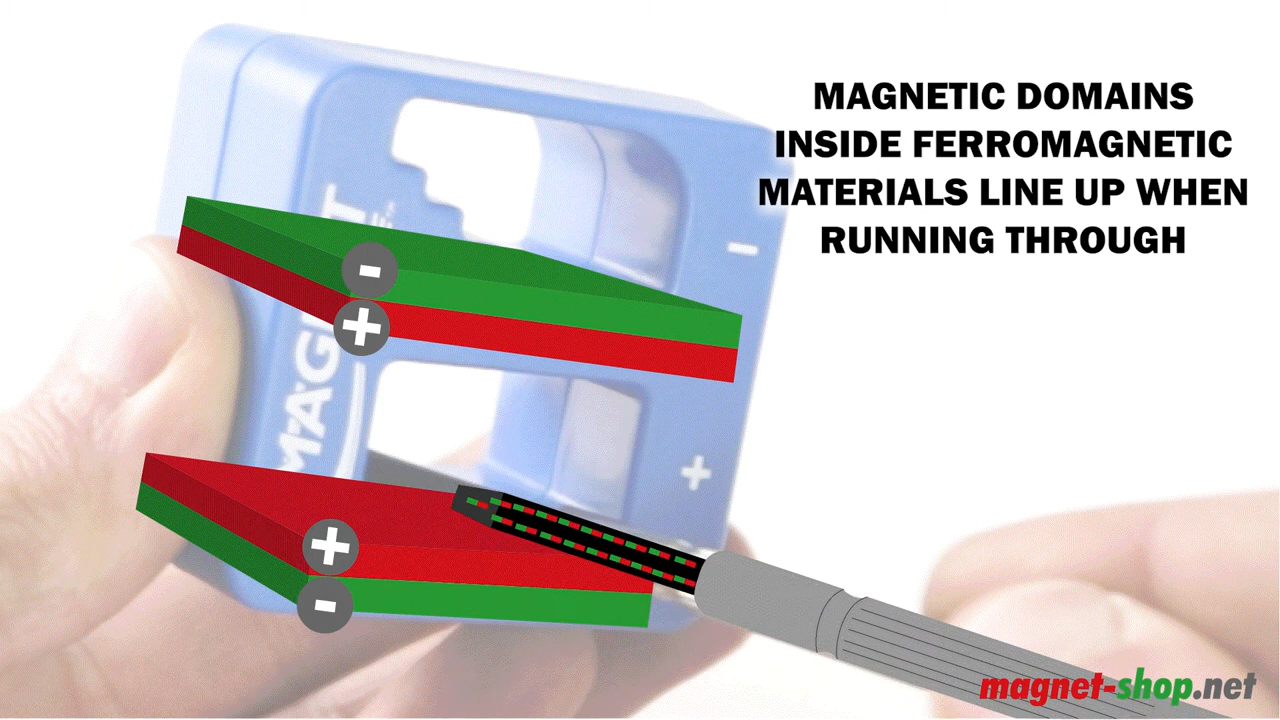 MAGNETIC DOMAINS
INSIDE FERROMAGNETIC
MATERIALS LINE UP WHEN
RUNNING THROUGH
-
-
+
+
+
-
magnet-shop.net